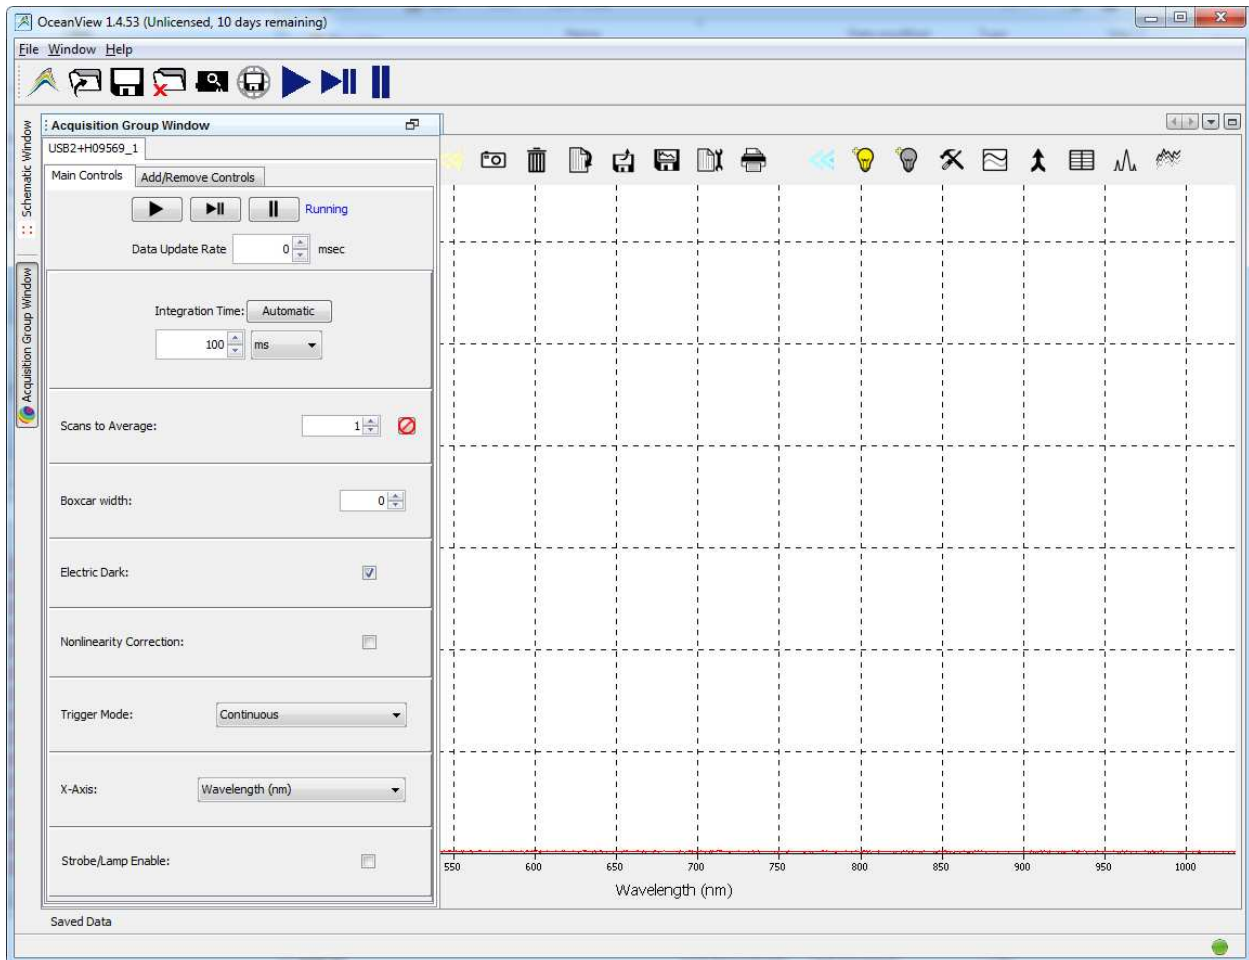 OceanView 1.4.53 (Unlicensed, 10 days remaining)
File Window Help
Schematic Window
Acquisition Group Window
Acquisition Group Window
USB2+H09569_1
Main Controls Add/Remove Controls
Running
Data Update Rate 0 msec
Integration Time: Automatic
100 ms
Scans to Average: 1
Boxcar width: 0
Electric Dark:
Nonlinearity Correction:
Trigger Mode: Continuous
X-Axis: Wavelength (nm)
Strobe/Lamp Enable:
550 600 650 700 750 800 850 900 950 1000
Wavelength (nm)
Saved Data